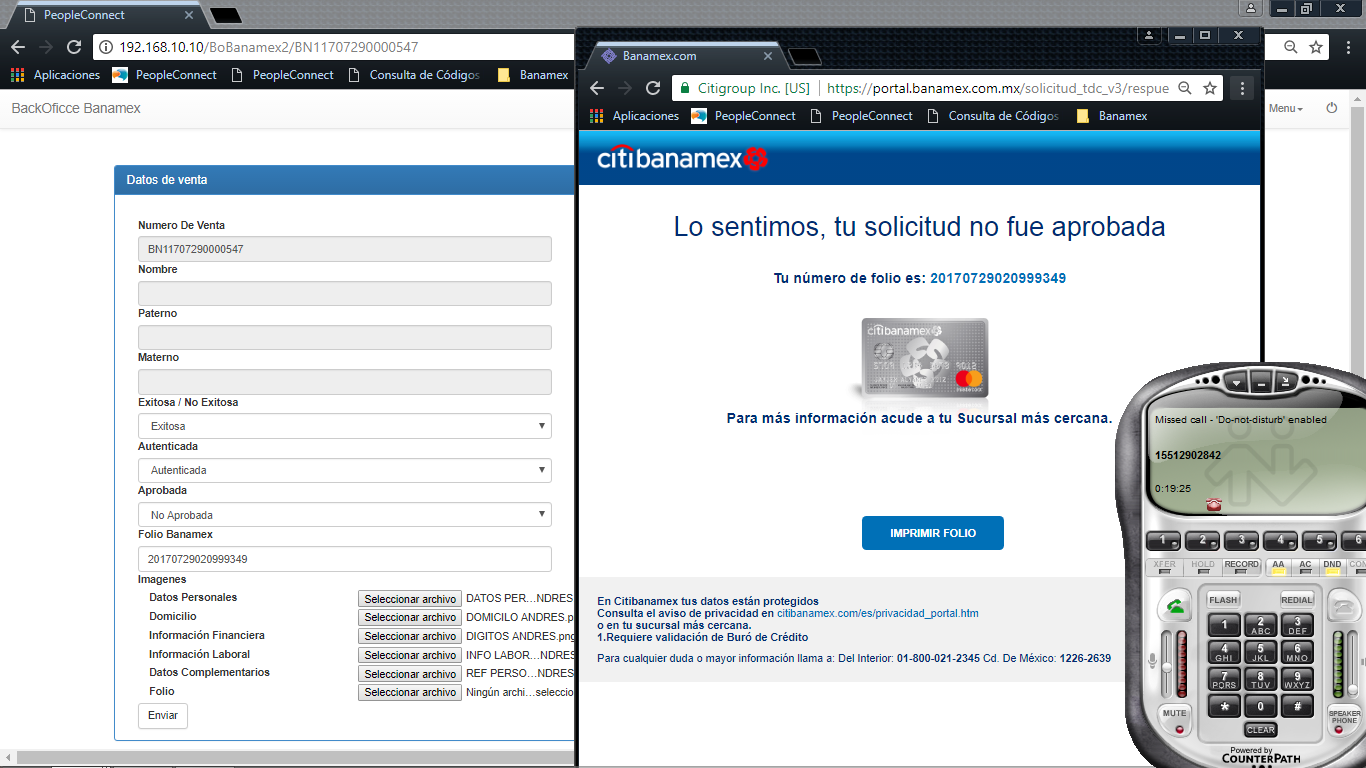 PeopleConnect
192.168.10.10/BoBanamex2/BN11707290000547
Aplicaciones PeopleConnect PeopleConnect Consulta de Códigos Banamex
BackOficce Banamex
Menu
Datos de venta
Numero De Venta
BN11707290000547
Nombre
Paterno
Materno
Exitosa / No Exitosa
Exitosa
Autenticada
Autenticada
Aprobada
No Aprobada
Folio Banamex
20170729020999349
Imagenes
Datos Personales Seleccionar archivo DATOS PER...NDRES
Domicilio Seleccionar archivo DOMICILO ANDRES.p
Información Financiera Seleccionar archivo DIGITOS ANDRES.png
Información Laboral Seleccionar archivo INFO LABOR...NDRES
Datos Complementarios Seleccionar archivo REF PERSO...NDRES
Folio Seleccionar archivo Ningún archi...seleccio
Enviar
Banamex.com
Citigroup Inc. [US] https://portal.banamex.com.mx/solicitud_tdc_v3/respue
Aplicaciones PeopleConnect PeopleConnect Consulta de Códigos Banamex
citibanamex
Lo sentimos, tu solicitud no fue aprobada
Tu número de folio es: 20170729020999349
citibanamex
Para más información acude a tu Sucursal más cercana.
IMPRIMIR FOLIO
En Citibanamex tus datos están protegidos
Consulta el aviso de privacidad en citibanamex.com/es/privacidad_portal.htm
o en tu sucursal más cercana.
1.Requiere validación de Buró de Crédito
Para cualquier duda o mayor información llama a: Del Interior: 01-800-021-2345 Cd. De México: 1226-2639
Missed call - 'Do-not-disturb' enabled
15512902842
0:19:25
1 2 3 4 5 6
XFER HOLD RECORD AA AC DND CON
FLASH REDIAL
1 2 ABC 3 DEF
4 GHI 5 JKL 6 MNO
7 PQRS 8 TUV 9 WXYZ
* 0 #
MUTE SPEAKER PHONE
CLEAR
Powered by
COUNTERPATH